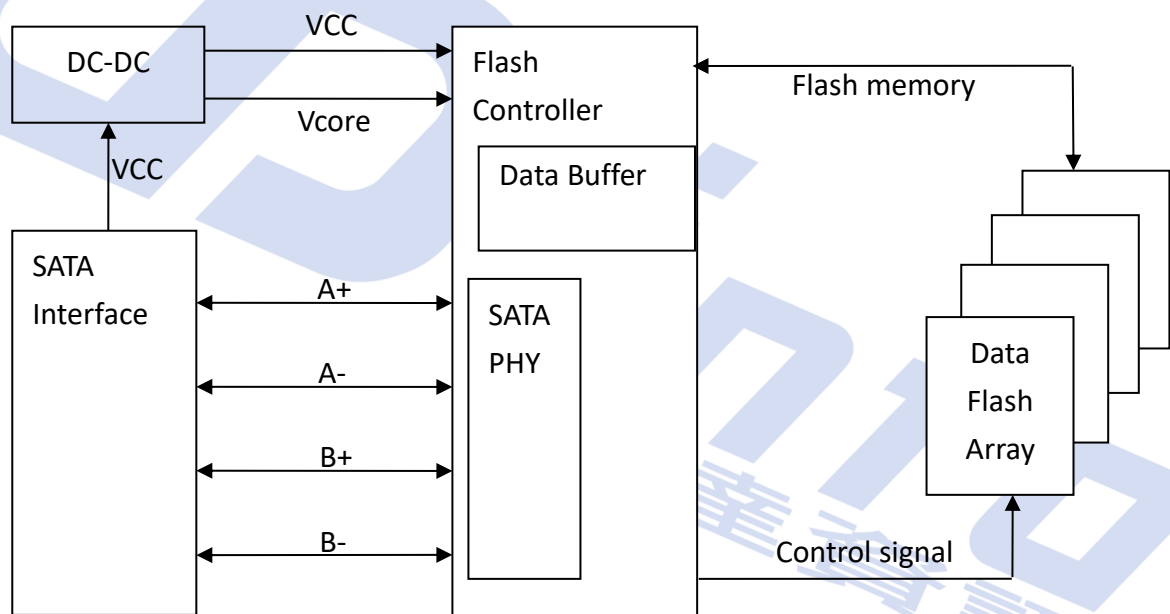 VCC
DC-DC
Vcore
VCC
Flash
Controller
Data Buffer
Flash memory
SATA
Interface
A+
A-
B+
B-
SATA
PHY
Data
Flash
Array
Control signal